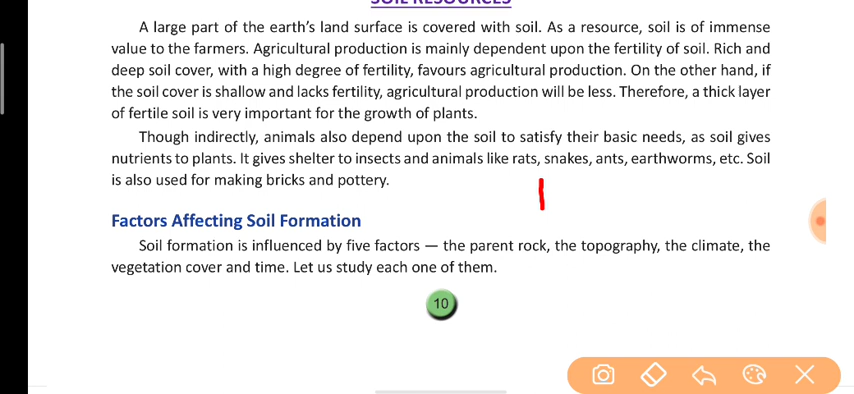 SOIL RESOURCES
A large part of the earth's land surface is covered with soil. As a resource, soil is of immense
value to the farmers. Agricultural production is mainly dependent upon the fertility of soil. Rich and
deep soil cover, with a high degree of fertility, favours agricultural production. On the other hand, if
the soil cover is shallow and lacks fertility, agricultural production will be less. Therefore, a thick layer
of fertile soil is very important for the growth of plants.
Though indirectly, animals also depend upon the soil to satisfy their basic needs, as soil gives
nutrients to plants. It gives shelter to insects and animals like rats, snakes, ants, earthworms, etc. Soil
is also used for making bricks and pottery.
Factors Affecting Soil Formation
Soil formation is influenced by five factors — the parent rock, the topography, the climate, the
vegetation cover and time. Let us study each one of them.
10